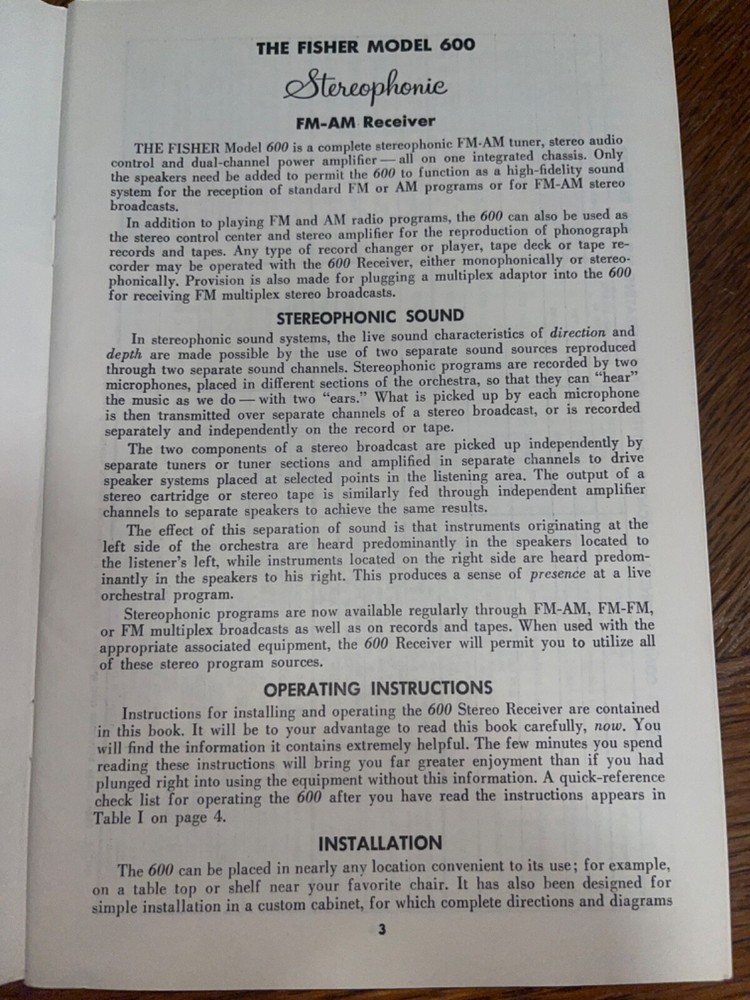 THE FISHER MODEL 600
Stereophonic
FM-AM Receiver
THE FISHER Model 600 is a complete stereophonic FM-AM tuner, stereo audio
control and dual-channel power amplifier — all on one integrated chassis. Only
the speakers need be added to permit the 600 to function as a high-fidelity sound
system for the reception of standard FM or AM programs or for FM-AM stereo
broadcasts.
In addition to playing FM and AM radio programs, the 600 can also be used as
the stereo control center and stereo amplifier for the reproduction of phonograph
records and tapes. Any type of record changer or player, tape deck or tape re-
corder may be operated with the 600 Receiver, either monophonically or stereo-
phonically. Provision is also made for plugging a multiplex adaptor into the 600
for receiving FM multiplex stereo broadcasts.
STEREOPHONIC SOUND
In stereophonic sound systems, the live sound characteristics of direction and
depth are made possible by the use of two separate sound sources reproduced
through two separate sound channels. Stereophonic programs are recorded by two
microphones, placed in different sections of the orchestra, so that they can "hear"
the music as we do — with two "ears." What is picked up by each microphone
is then transmitted over separate channels of a stereo broadcast, or is recorded
separately and independently on the record or tape.
The two components of a stereo broadcast are picked up independently by
separate tuners or tuner sections and amplified in separate channels to drive
speaker systems placed at selected points in the listening area. The output of a
stereo cartridge or stereo tape is similarly fed through independent amplifier
channels to separate speakers to achieve the same results.
The effect of this separation of sound is that instruments originating at the
left side of the orchestra are heard predominantly in the speakers located to
the listener's left, while instruments located on the right side are heard predom-
inantly in the speakers to his right. This produces a sense of presence at a live
orchestral program.
Stereophonic programs are now available regularly through FM-AM, FM-FM,
or FM multiplex broadcasts as well as on records and tapes. When used with the
appropriate associated equipment, the 600 Receiver will permit you to utilize all
of these stereo program sources.
OPERATING INSTRUCTIONS
Instructions for installing and operating the 600 Stereo Receiver are contained
in this book. It will be to your advantage to read this book carefully, now. You
will find the information it contains extremely helpful. The few minutes you spend
reading these instructions will bring you far greater enjoyment than if you had
plunged right into using the equipment without this information. A quick-reference
check list for operating the 600 after you have read the instructions appears in
Table I on page 4.
INSTALLATION
The 600 can be placed in nearly any location convenient to its use; for example,
on a table top or shelf near your favorite chair. It has also been designed for
simple installation in a custom cabinet, for which complete directions and diagrams
3